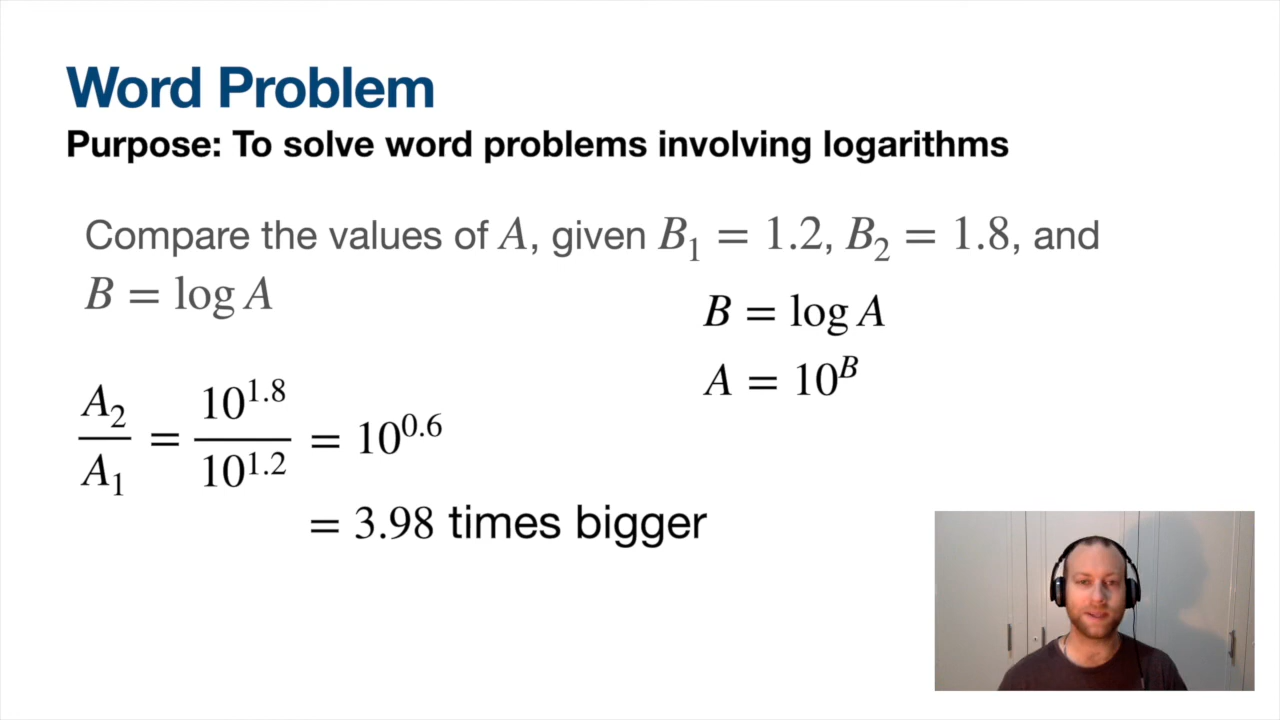 Word Problem
Purpose: To solve word problems involving logarithms
Compare the values of A, given B₁ = 1.2, B₂ = 1.8, and
B = log A
B = log A
A = 10^B
A₂/A₁ = 10^1.8/10^1.2 = 10^0.6
= 3.98 times bigger